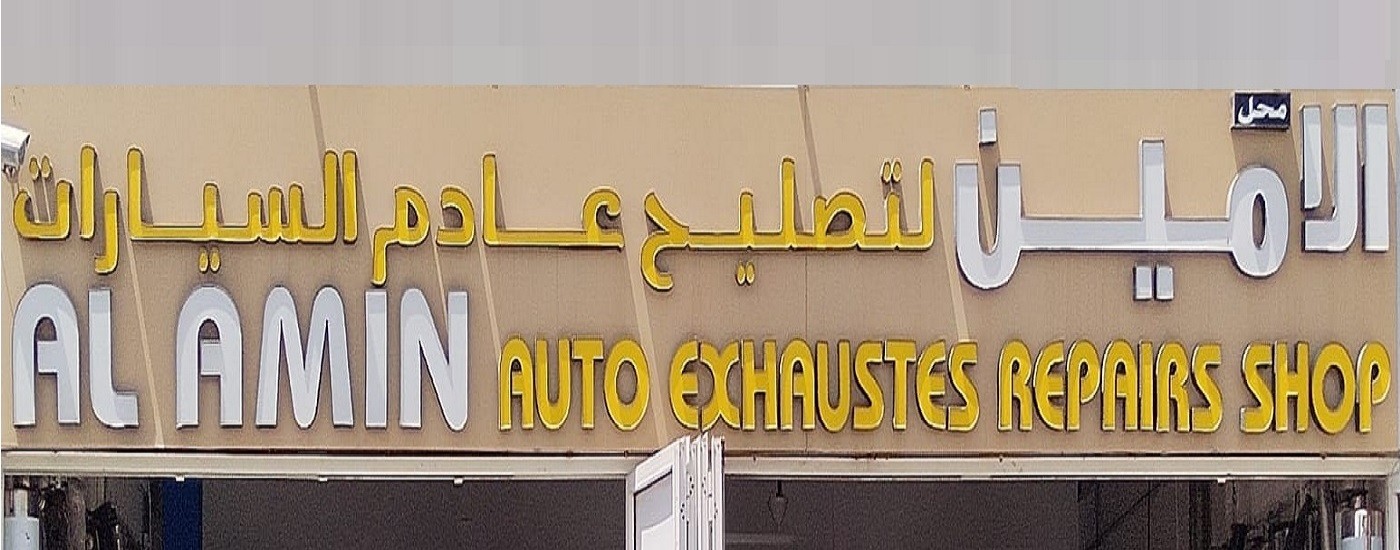 محل
الامين لتصليح عادم السيارات
AL AMIN AUTO EXHAUSTES REPAIRS SHOP